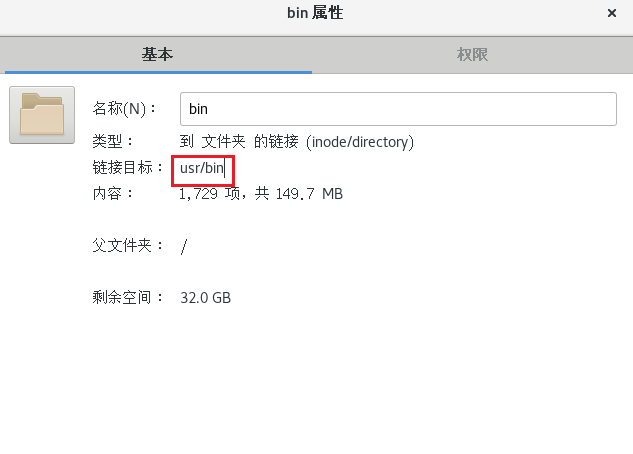 bin 属性 ×
基本 权限
名称(N)： bin
类型： 到 文件夹 的链接 (inode/directory)
链接目标： usr/bin
内容： 1,729 项，共 149.7 MB
父文件夹： /
剩余空间： 32.0 GB